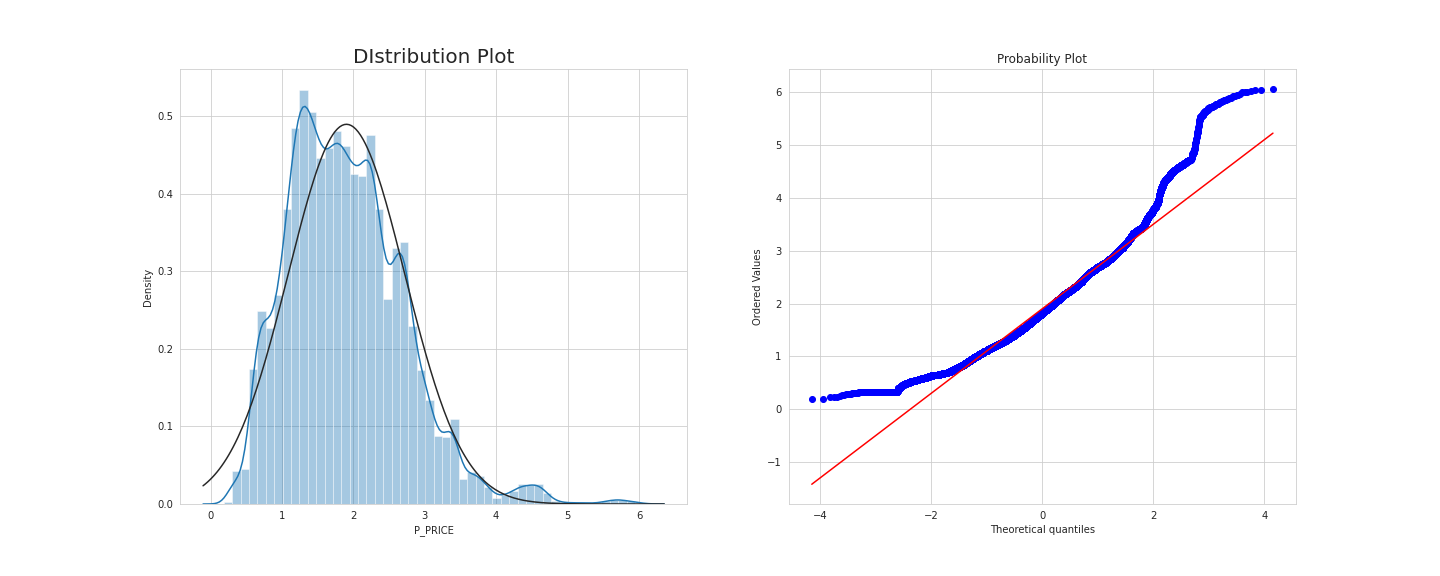 DIstribution Plot
0.5
0.4
0.3
0.2
0.1
0.0
Density
0 1 2 3 4 5 6
P_PRICE
Probability Plot
6
5
4
3
2
1
0
−1
Ordered Values
−4 −2 0 2 4
Theoretical quantiles